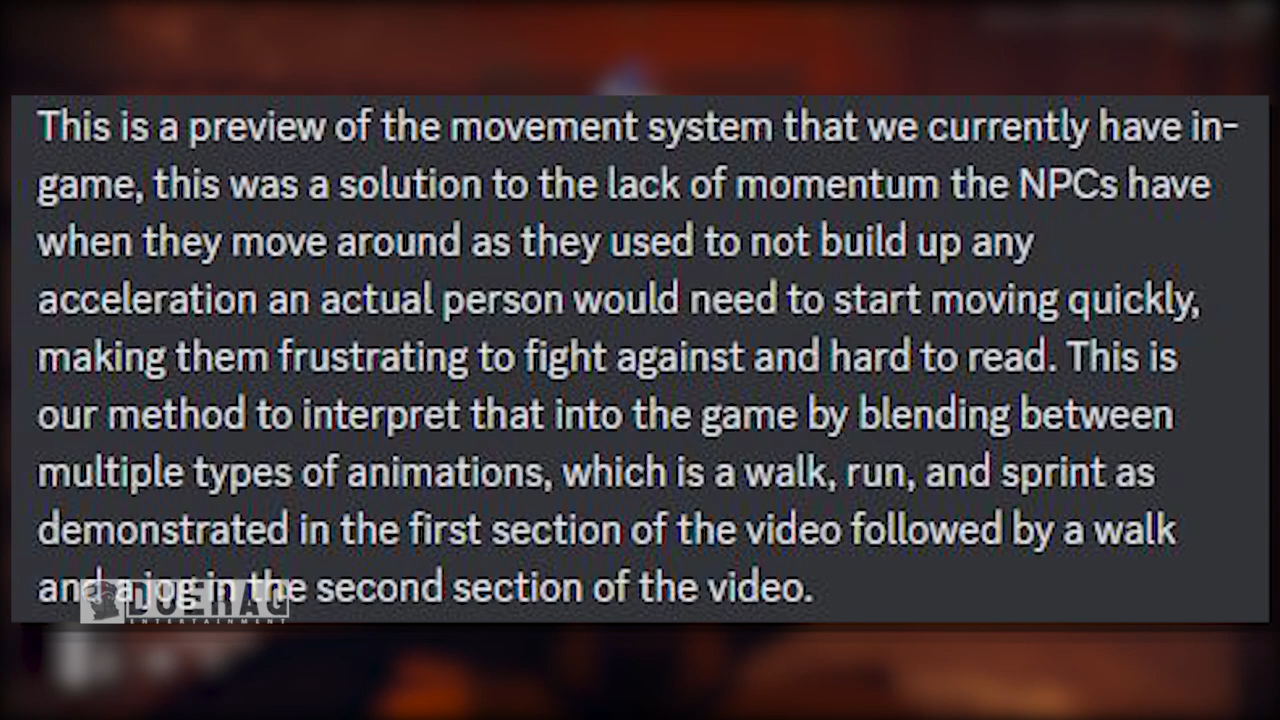 This is a preview of the movement system that we currently have in-
game, this was a solution to the lack of momentum the NPCs have
when they move around as they used to not build up any
acceleration an actual person would need to start moving quickly,
making them frustrating to fight against and hard to read. This is
our method to interpret that into the game by blending between
multiple types of animations, which is a walk, run, and sprint as
demonstrated in the first section of the video followed by a walk
and a jog in the second section of the video.
ENTERTAINMENT